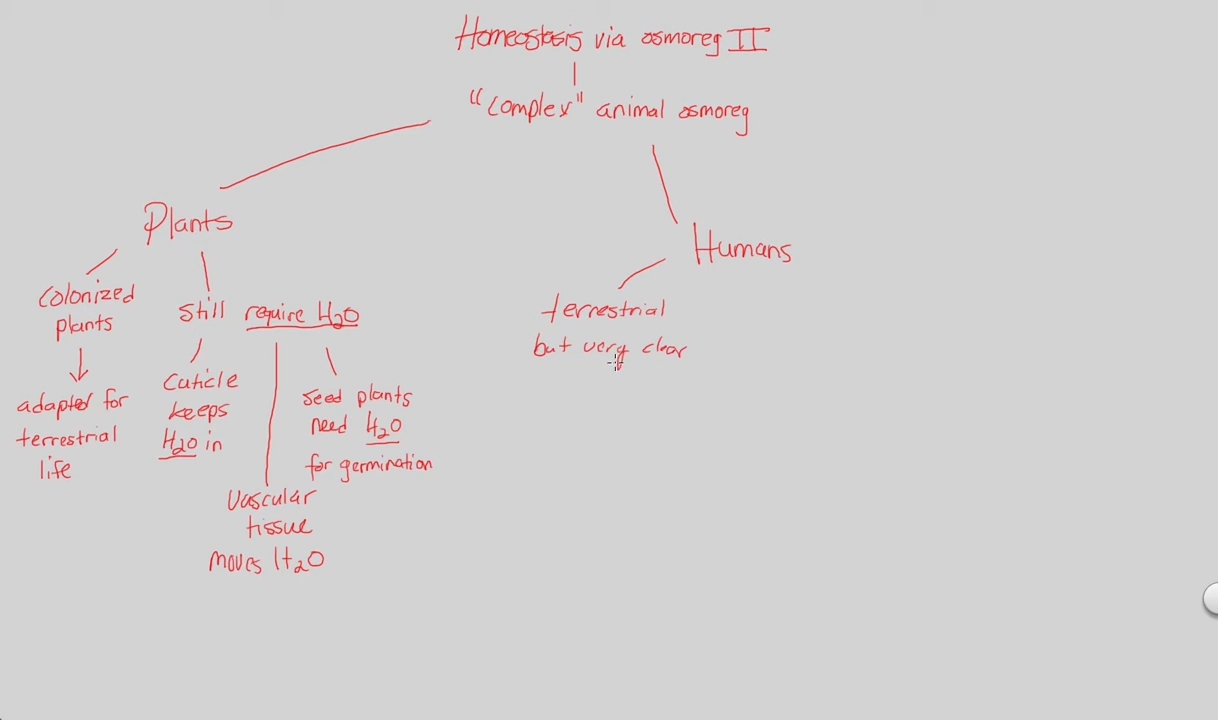 Homeostasis via osmoreg II
"Complex" animal osmoreg
Plants
Colonized
plants
adapted for
terrestrial
life
Still require H2O
Cuticle
keeps
H2O in
Vascular
tissue
moves H2O
seed plants
need H2O
for germination
Humans
terrestrial
but very clear